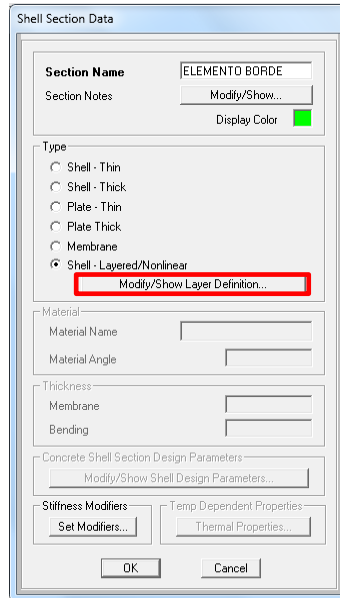 Shell Section Data
Section Name ELEMENTO BORDE
Section Notes Modify/Show...
Display Color
Type
Shell - Thin
Shell - Thick
Plate - Thin
Plate Thick
Membrane
Shell - Layered/Nonlinear
Modify/Show Layer Definition...
Material
Material Name
Material Angle
Thickness
Membrane
Bending
Concrete Shell Section Design Parameters
Modify/Show Shell Design Parameters...
Stiffness Modifiers Temp Dependent Properties
Set Modifiers... Thermal Properties...
OK Cancel